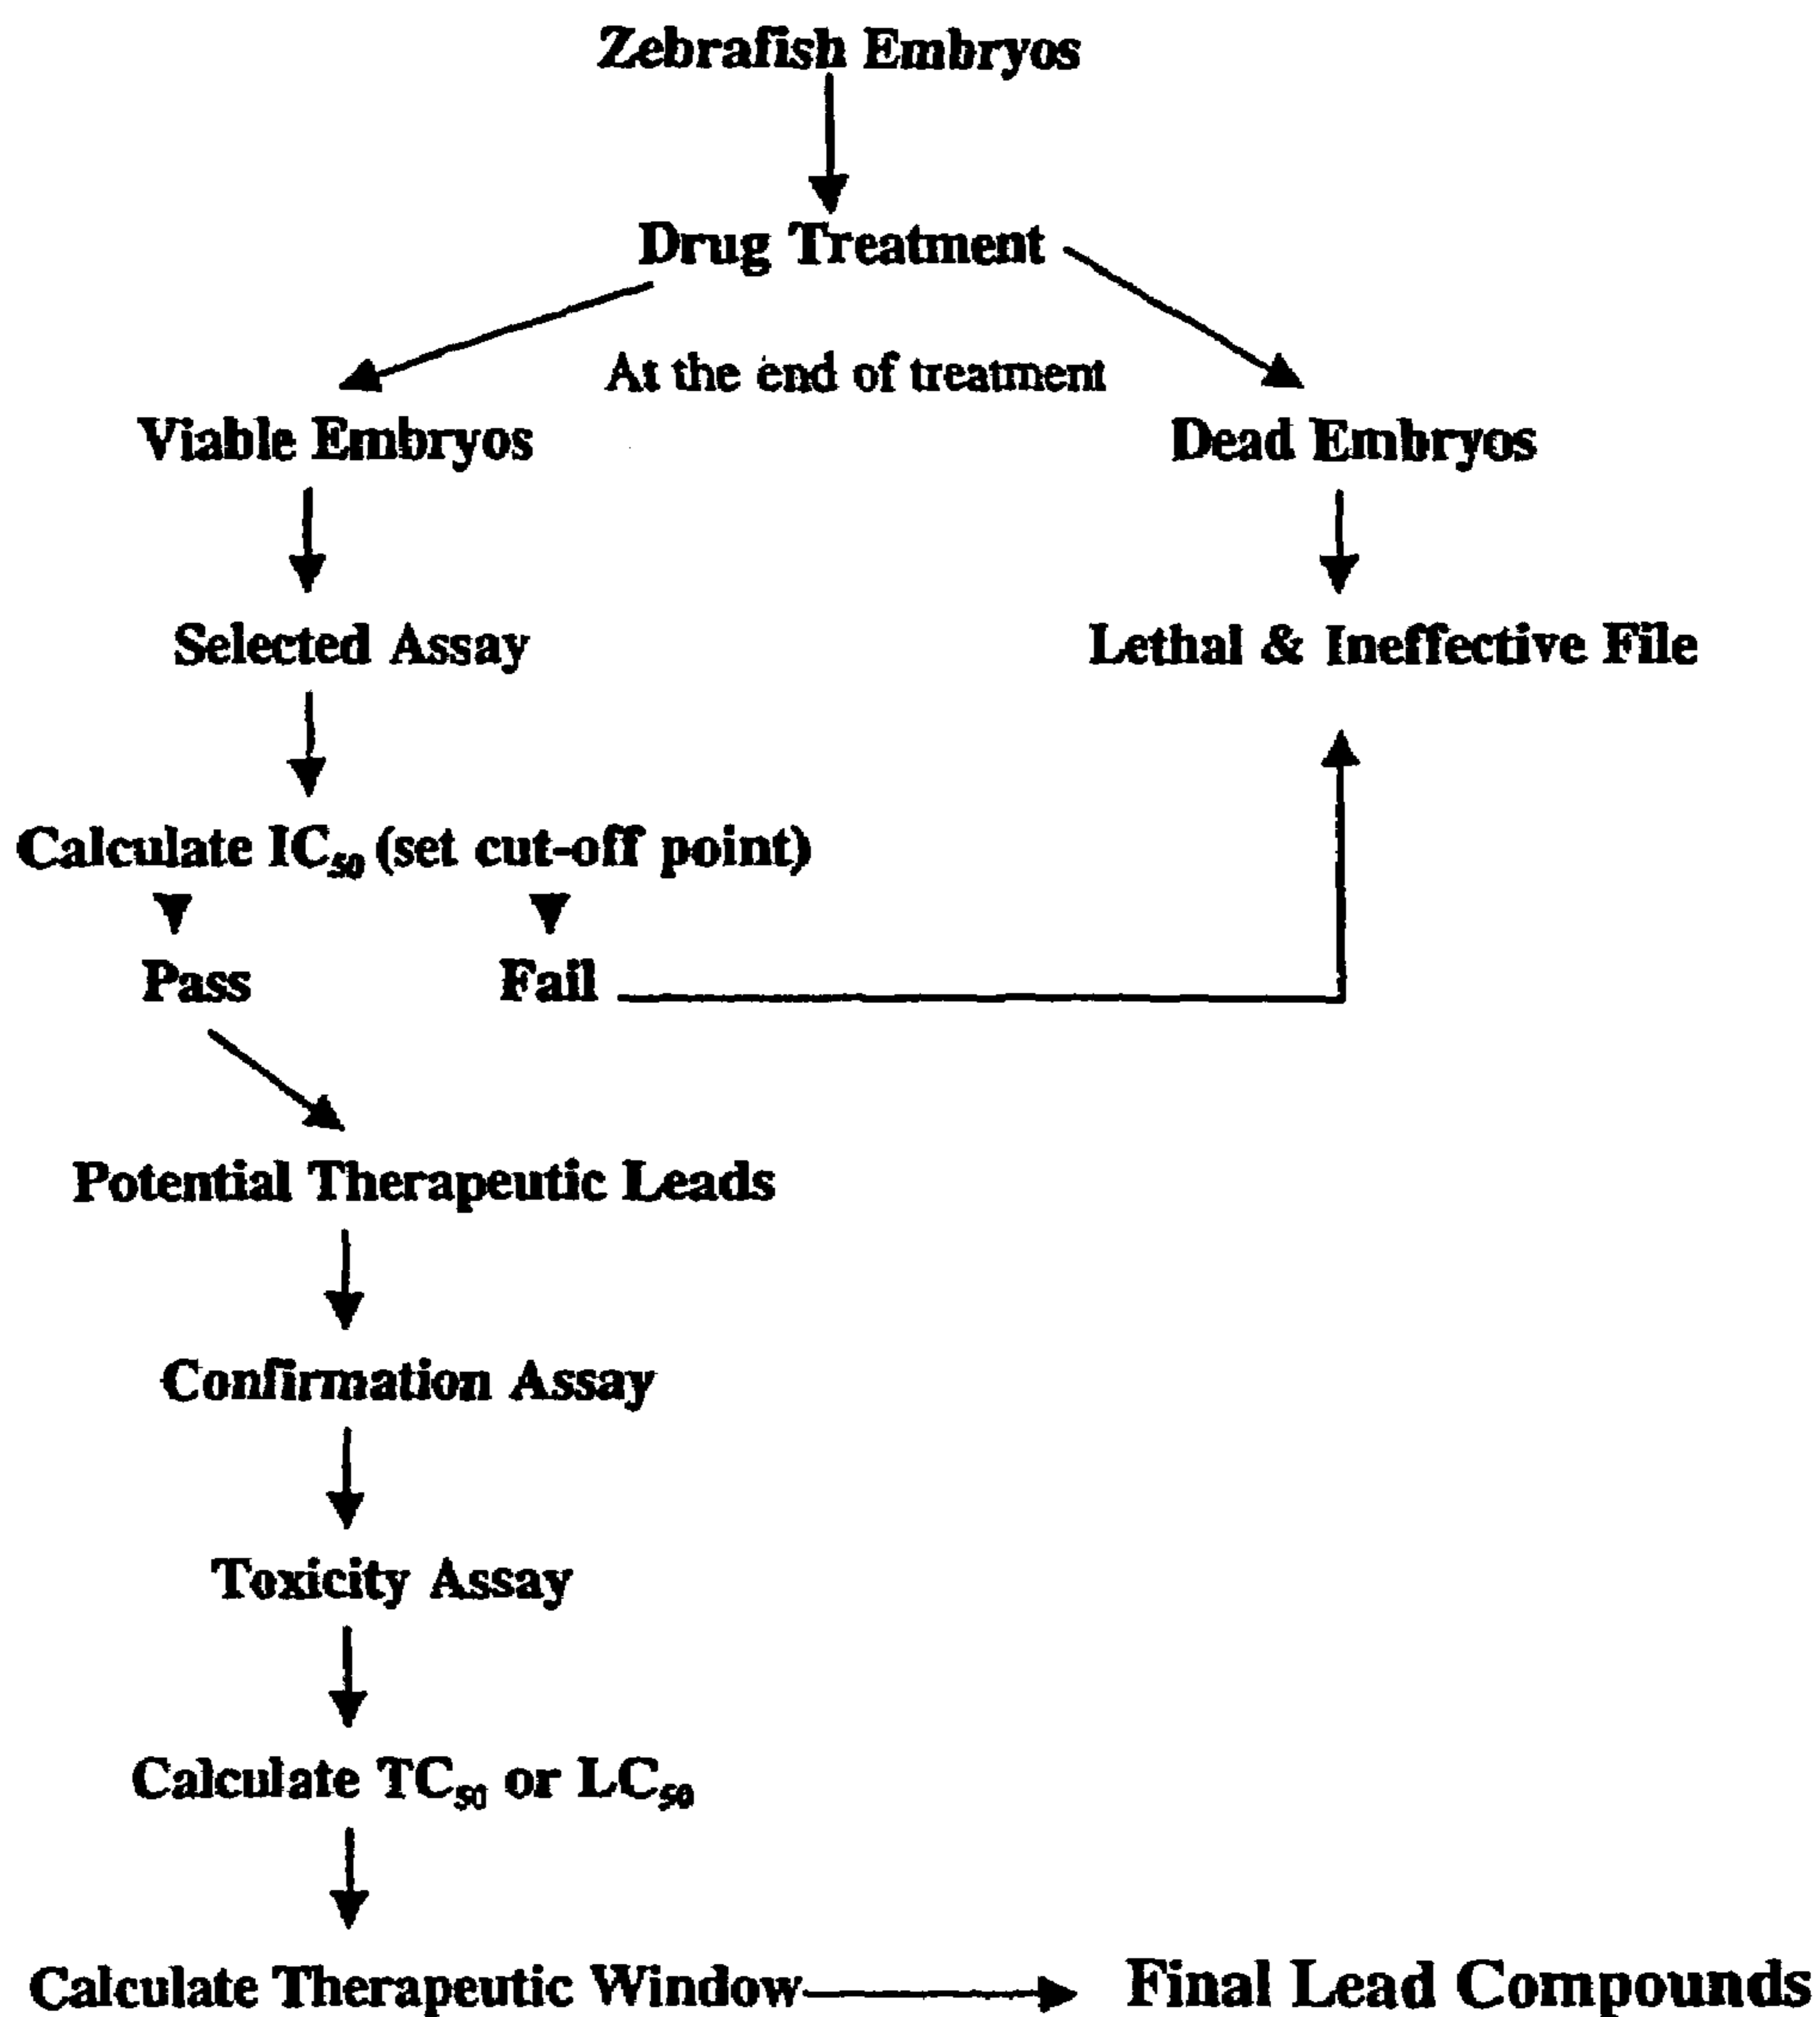 Zebrafish Embryos
Drug Treatment
At the end of treatment
Viable Embryos
Dead Embryos
Selected Assay
Lethal & Ineffective File
Calculate IC₅₀ (set cut-off point)
Pass
Fail
Potential Therapeutic Leads
Confirmation Assay
Toxicity Assay
Calculate TC₅₀ or LC₅₀
Calculate Therapeutic Window
Final Lead Compounds